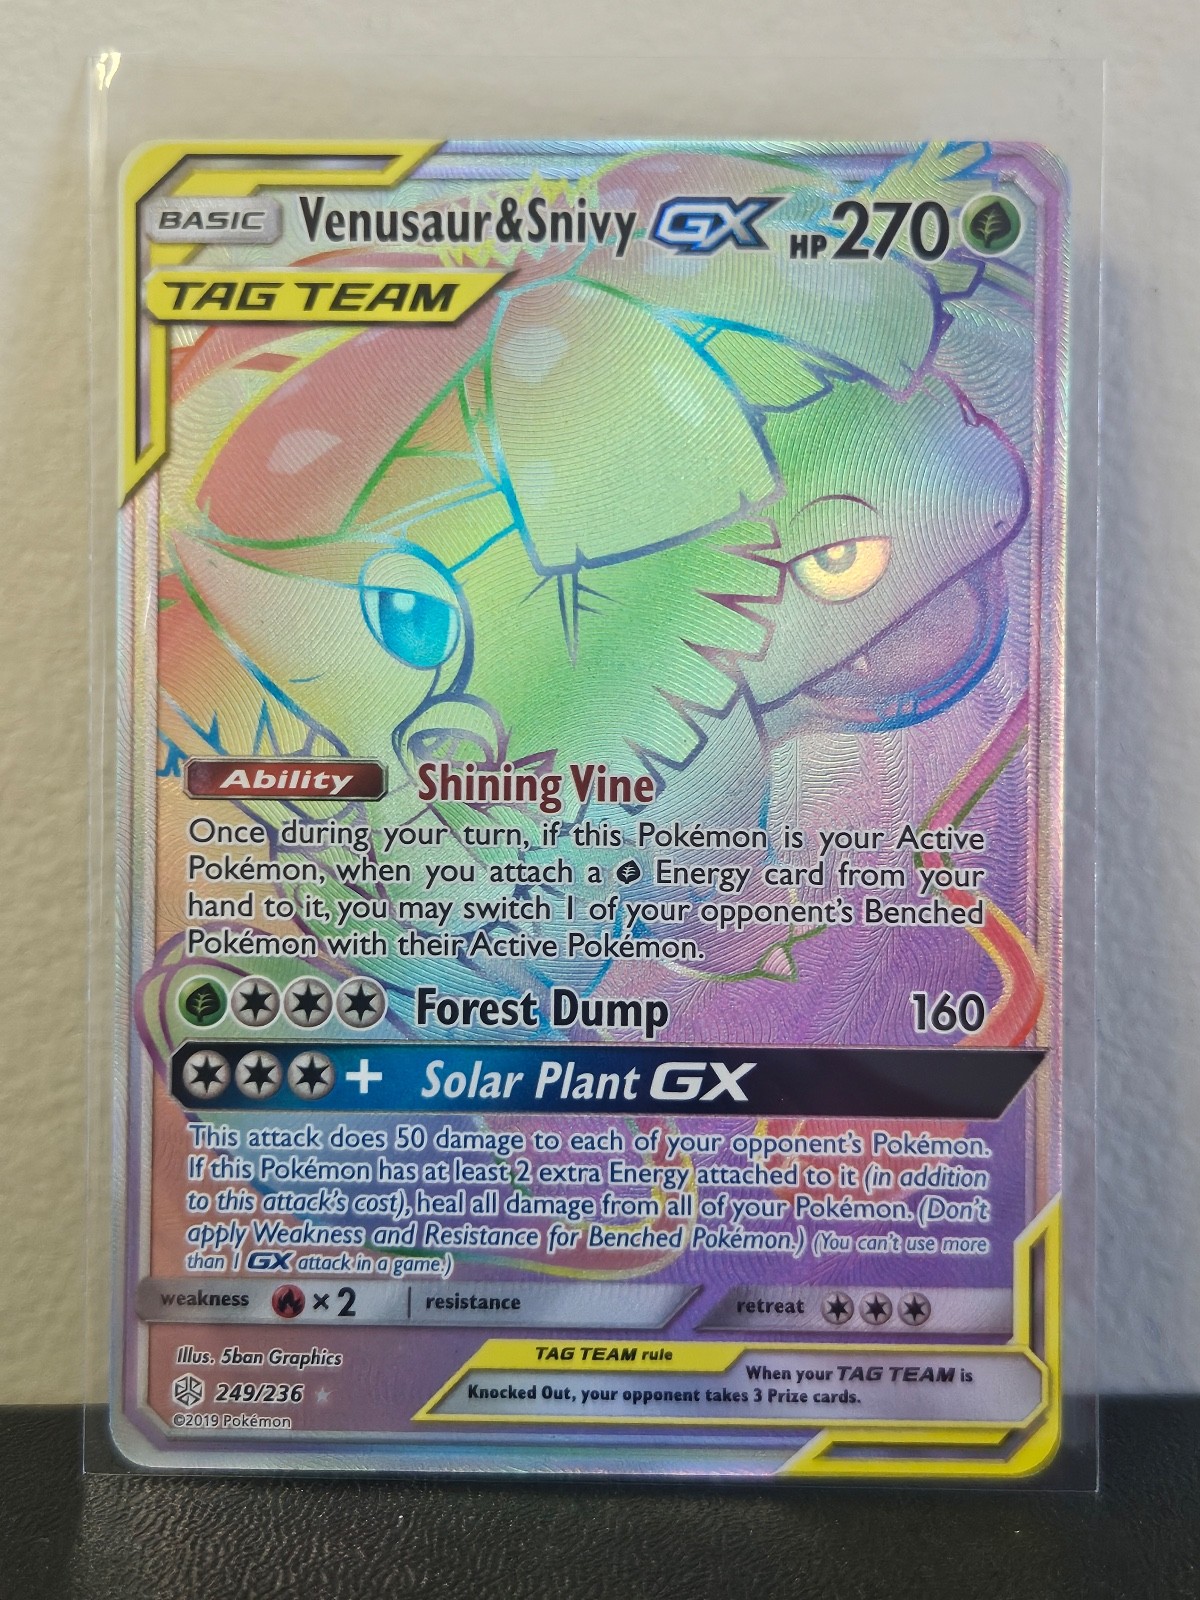 BASIC Venusaur&Snivy GX HP 270
TAG TEAM
Ability Shining Vine
Once during your turn, if this Pokémon is your Active
Pokémon, when you attach a Energy card from your
hand to it, you may switch 1 of your opponent's Benched
Pokémon with their Active Pokémon.
Forest Dump 160
+ Solar Plant GX
This attack does 50 damage to each of your opponent's Pokémon.
If this Pokémon has at least 2 extra Energy attached to it (in addition
to this attack's cost), heal all damage from all of your Pokémon. (Don't
apply Weakness and Resistance for Benched Pokémon.) (You can't use more
than 1 GX attack in a game.)
weakness ×2 resistance retreat
Illus. 5ban Graphics
249/236
©2019 Pokémon
TAG TEAM rule
When your TAG TEAM is
Knocked Out, your opponent takes 3 Prize cards.